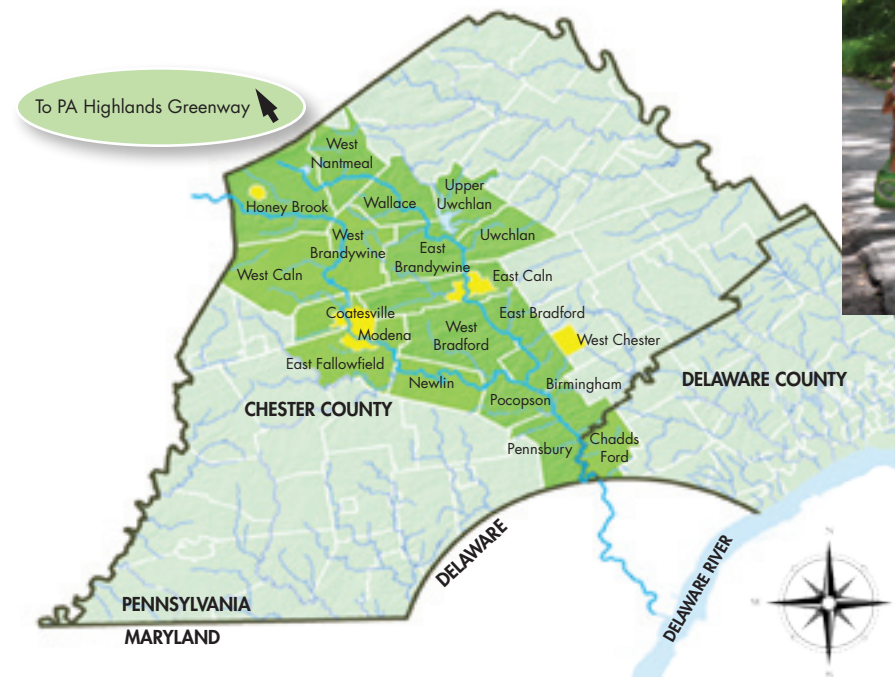 To PA Highlands Greenway
West
Nantmeal
Upper
Uwchlan
Honey Brook
Wallace
West
Brandywine
East
Brandywine
Uwchlan
West Caln
East Caln
Coatesville
Modena
West
Bradford
East Bradford
West Chester
East Fallowfield
Newlin
Birmingham
Pocopson
DELAWARE COUNTY
CHESTER COUNTY
Pennsbury
Chadds
Ford
DELAWARE
DELAWARE RIVER
PENNSYLVANIA
MARYLAND